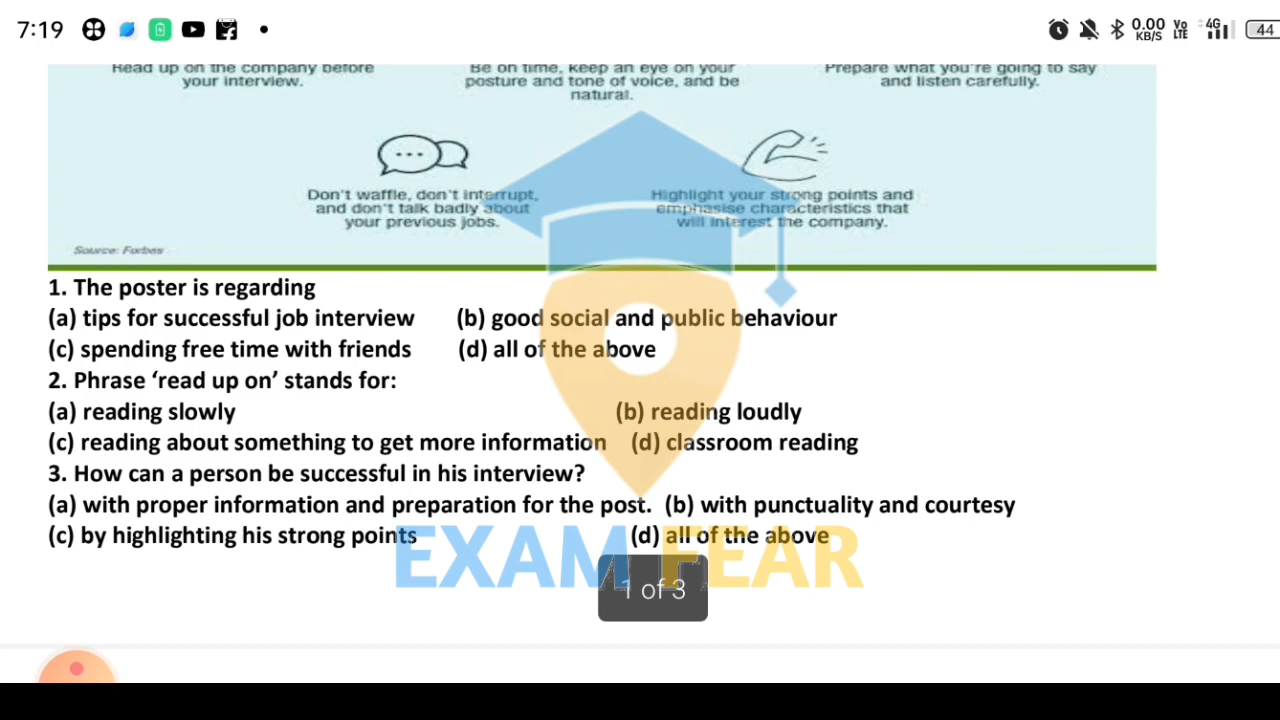 7:19 0.00 KB/S Vo LTE 4G 44
Read up on the company before your interview.
Be on time, keep an eye on your posture and tone of voice, and be natural.
Prepare what you're going to say and listen carefully.
Don't waffle, don't interrupt, and don't talk badly about your previous jobs.
Highlight your strong points and emphasise characteristics that will interest the company.
Source: Forbes
1. The poster is regarding
(a) tips for successful job interview (b) good social and public behaviour
(c) spending free time with friends (d) all of the above
2. Phrase ‘read up on’ stands for:
(a) reading slowly (b) reading loudly
(c) reading about something to get more information (d) classroom reading
3. How can a person be successful in his interview?
(a) with proper information and preparation for the post. (b) with punctuality and courtesy
(c) by highlighting his strong points (d) all of the above
EXAM FEAR
1 of 3